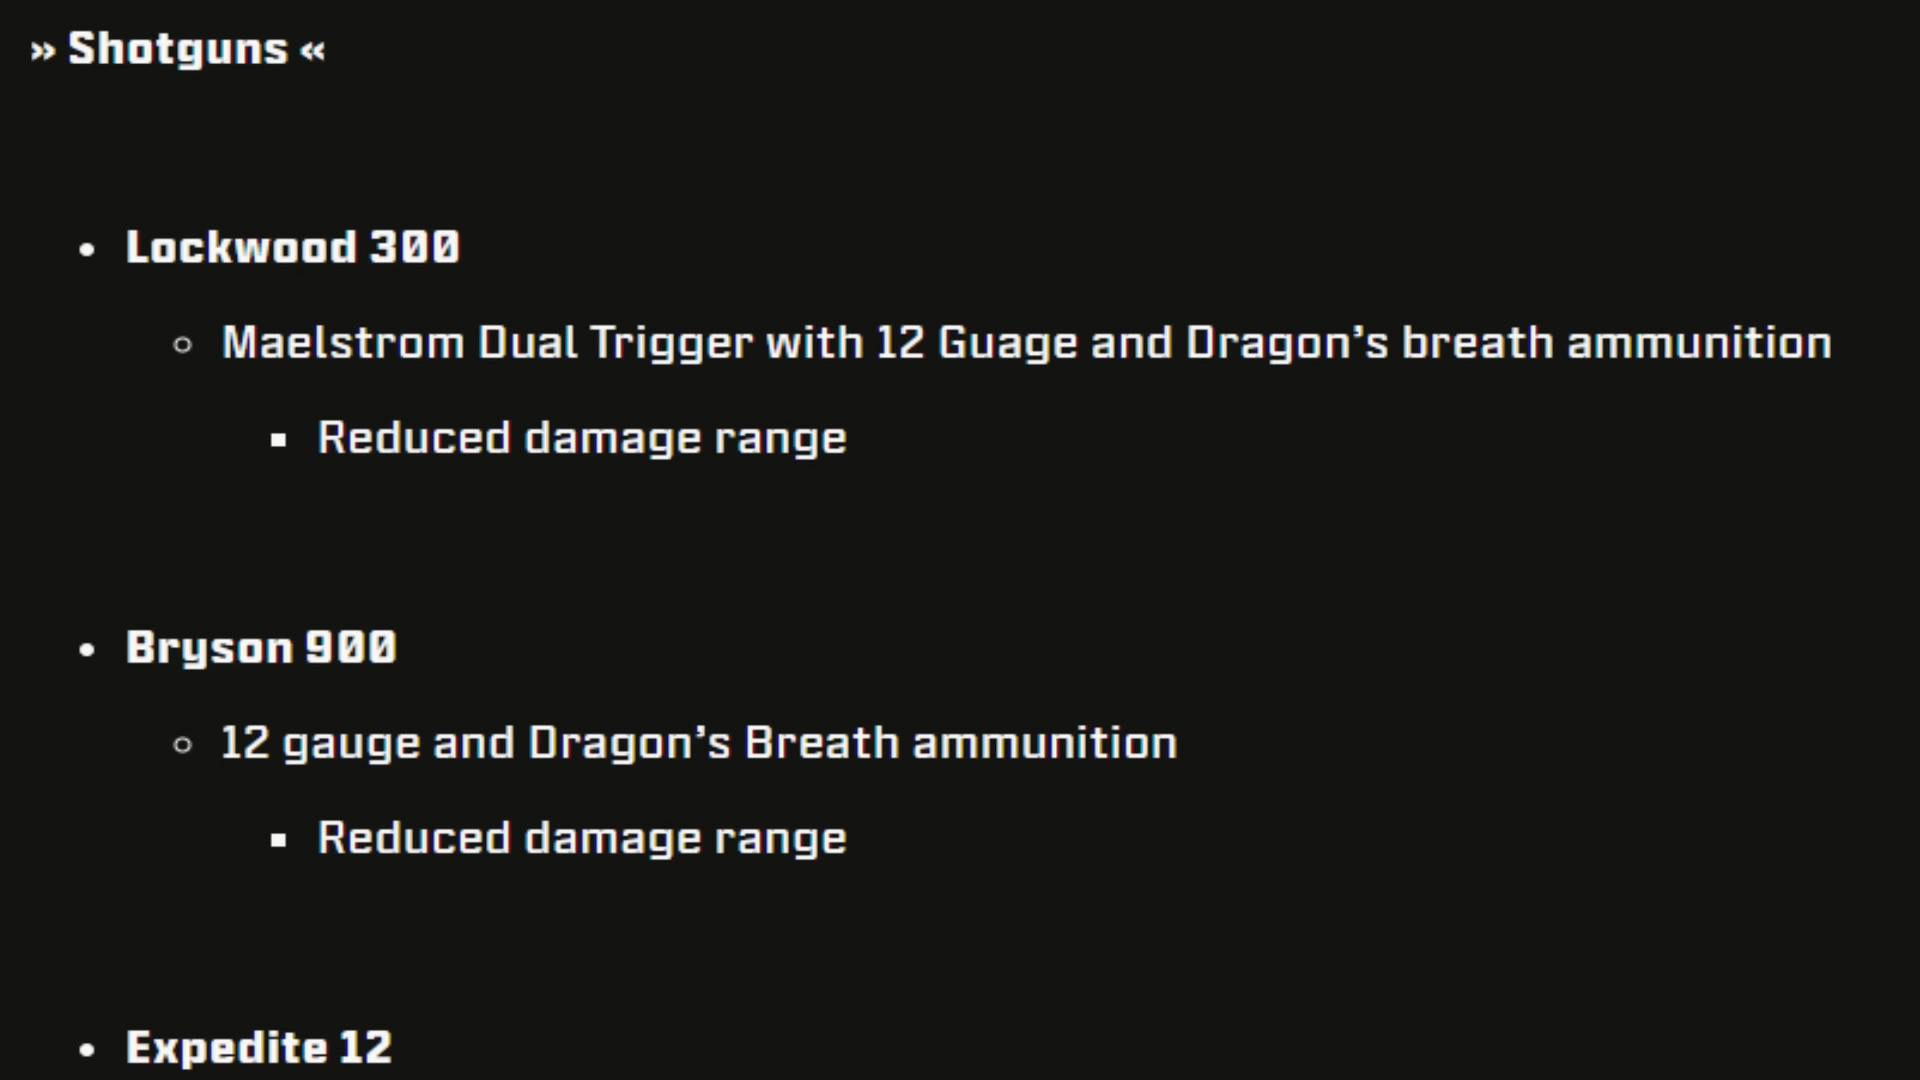 » Shotguns «
• Lockwood 300
○ Maelstrom Dual Trigger with 12 Guage and Dragon’s breath ammunition
▪ Reduced damage range
• Bryson 900
○ 12 gauge and Dragon’s Breath ammunition
▪ Reduced damage range
• Expedite 12